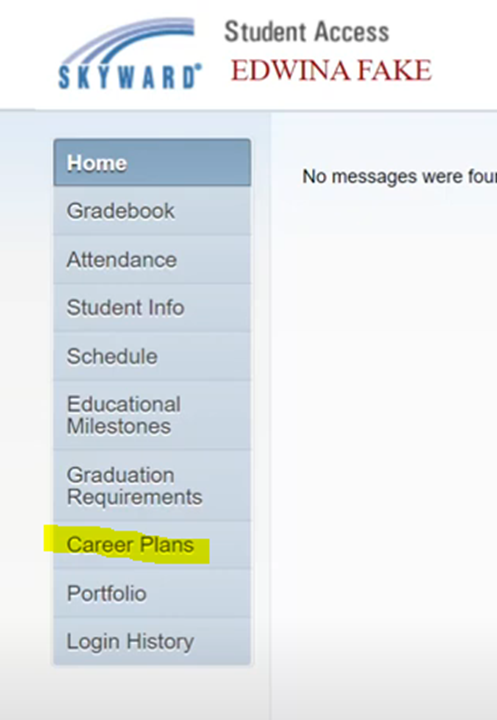 SKYWARD®
Student Access
EDWINA FAKE
Home
No messages were
Gradebook
Attendance
Student Info
Schedule
Educational
Milestones
Graduation
Requirements
Career Plans
Portfolio
Login History